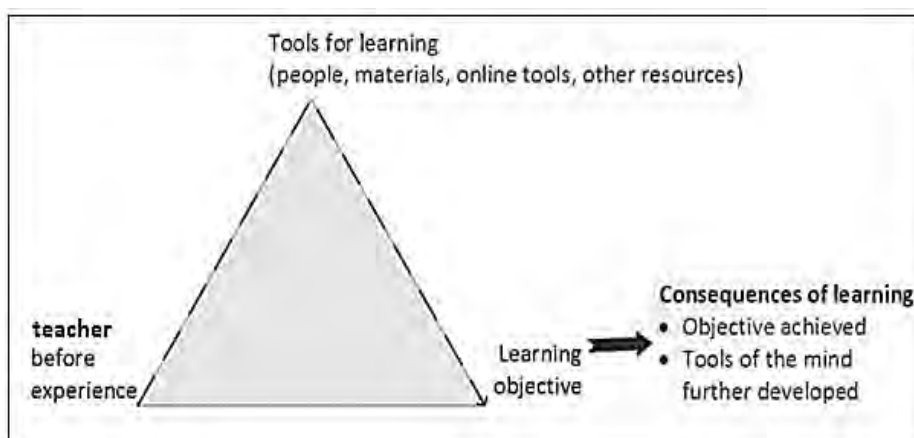 Tools for learning
(people, materials, online tools, other resources)
teacher
before
experience
Learning
objective
Consequences of learning
• Objective achieved
• Tools of the mind
further developed